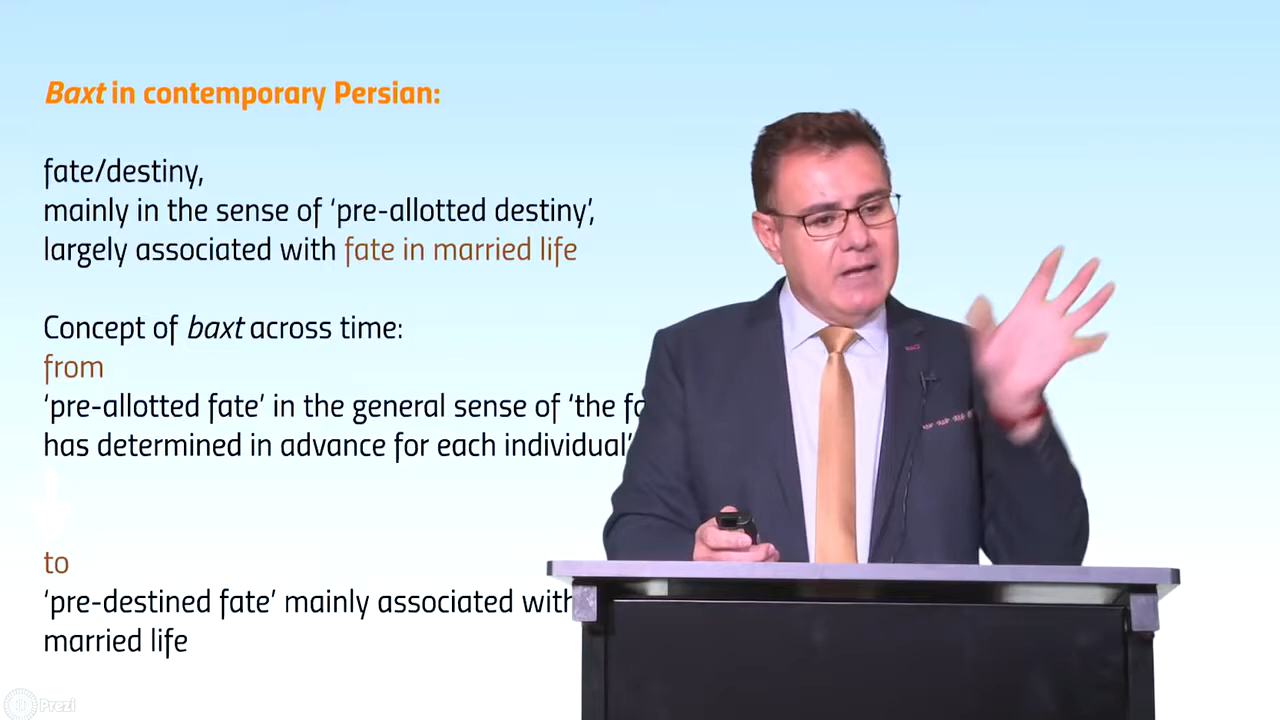 Baxt in contemporary Persian:
fate/destiny,
mainly in the sense of ‘pre-allotted destiny’,
largely associated with fate in married life
Concept of baxt across time:
from
‘pre-allotted fate’ in the general sense of ‘the
has determined in advance for each individual’
to
‘pre-destined fate’ mainly associated with
married life
Prezi